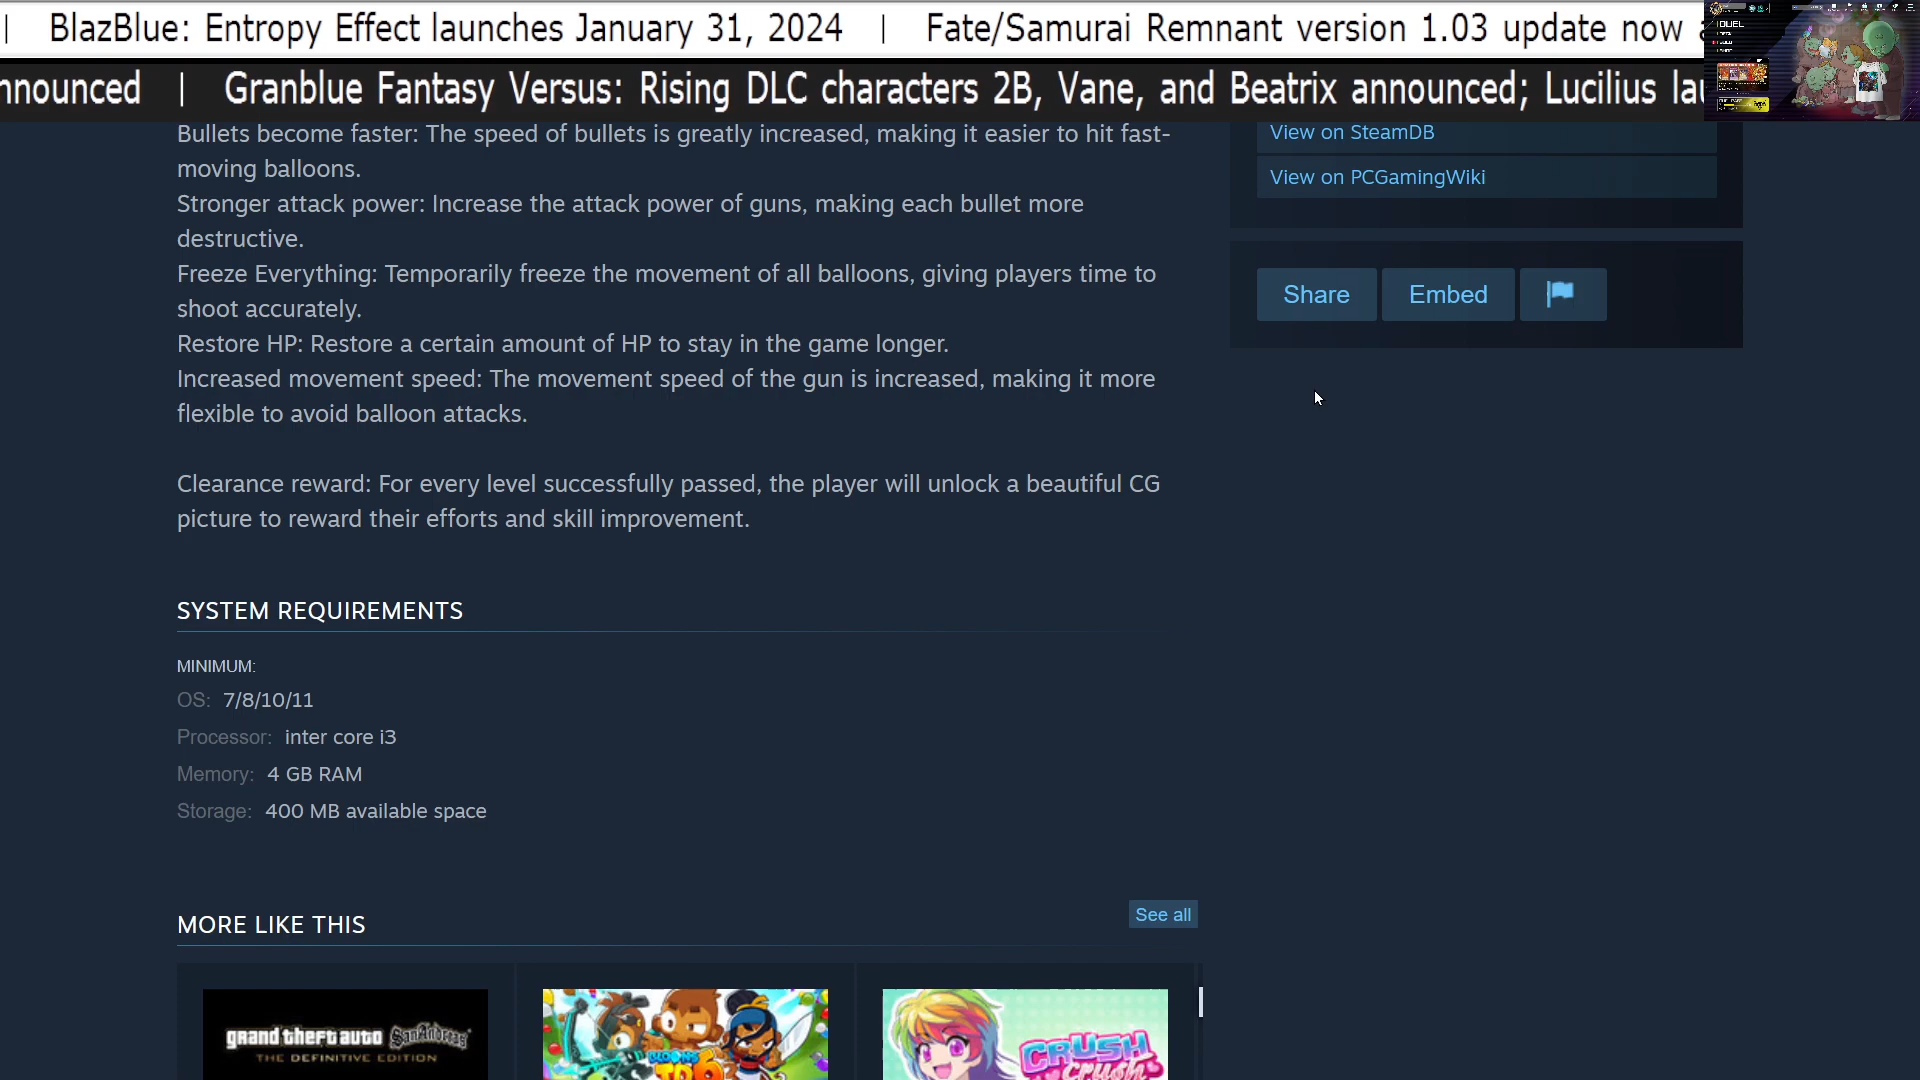 | BlazBlue: Entropy Effect launches January 31, 2024 | Fate/Samurai Remnant version 1.03 update now
nnounced | Granblue Fantasy Versus: Rising DLC characters 2B, Vane, and Beatrix announced; Lucilius lau
DUEL
Bullets become faster: The speed of bullets is greatly increased, making it easier to hit fast-
moving balloons.
Stronger attack power: Increase the attack power of guns, making each bullet more
destructive.
Freeze Everything: Temporarily freeze the movement of all balloons, giving players time to
shoot accurately.
Restore HP: Restore a certain amount of HP to stay in the game longer.
Increased movement speed: The movement speed of the gun is increased, making it more
flexible to avoid balloon attacks.
Clearance reward: For every level successfully passed, the player will unlock a beautiful CG
picture to reward their efforts and skill improvement.
View on SteamDB
View on PCGamingWiki
Share Embed
SYSTEM REQUIREMENTS
MINIMUM:
OS: 7/8/10/11
Processor: inter core i3
Memory: 4 GB RAM
Storage: 400 MB available space
MORE LIKE THIS
See all
grand theft auto San Andreas
THE DEFINITIVE EDITION
BLOONS
TD6
CRUSH
crush